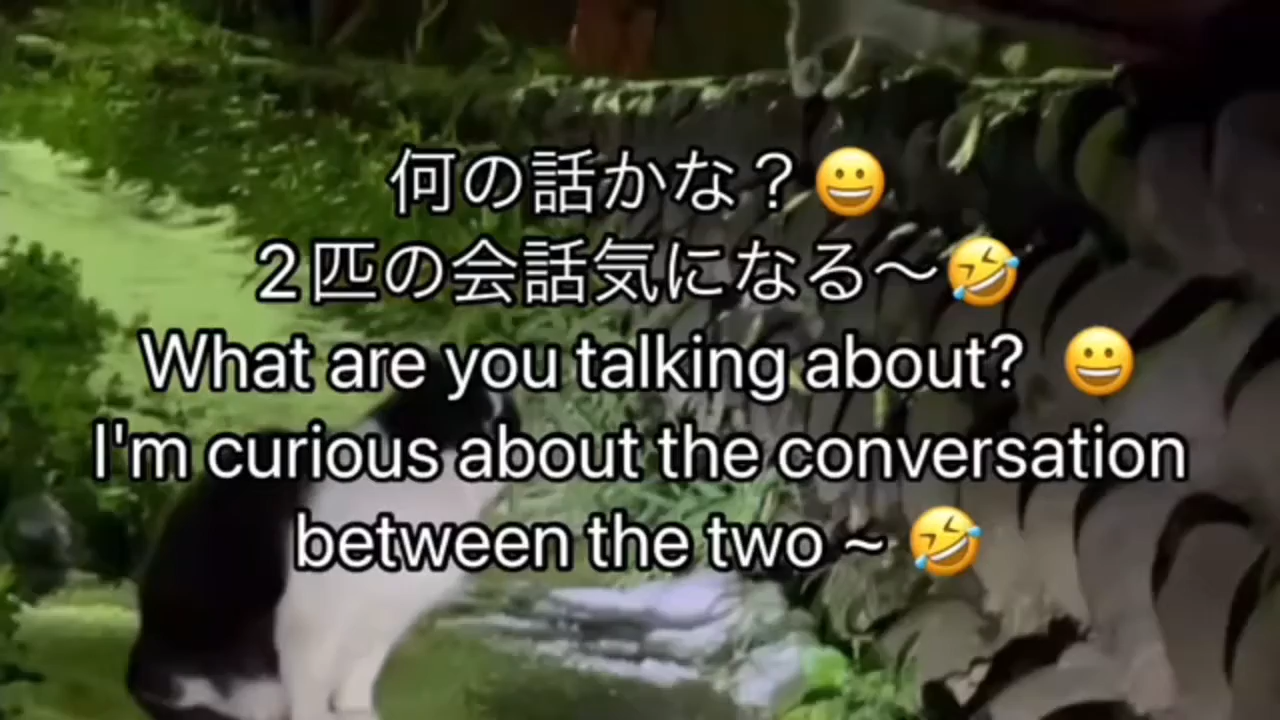 何の話かな？😀
２匹の会話気になる〜🤣
What are you talking about? 😀
I'm curious about the conversation
between the two ~ 🤣